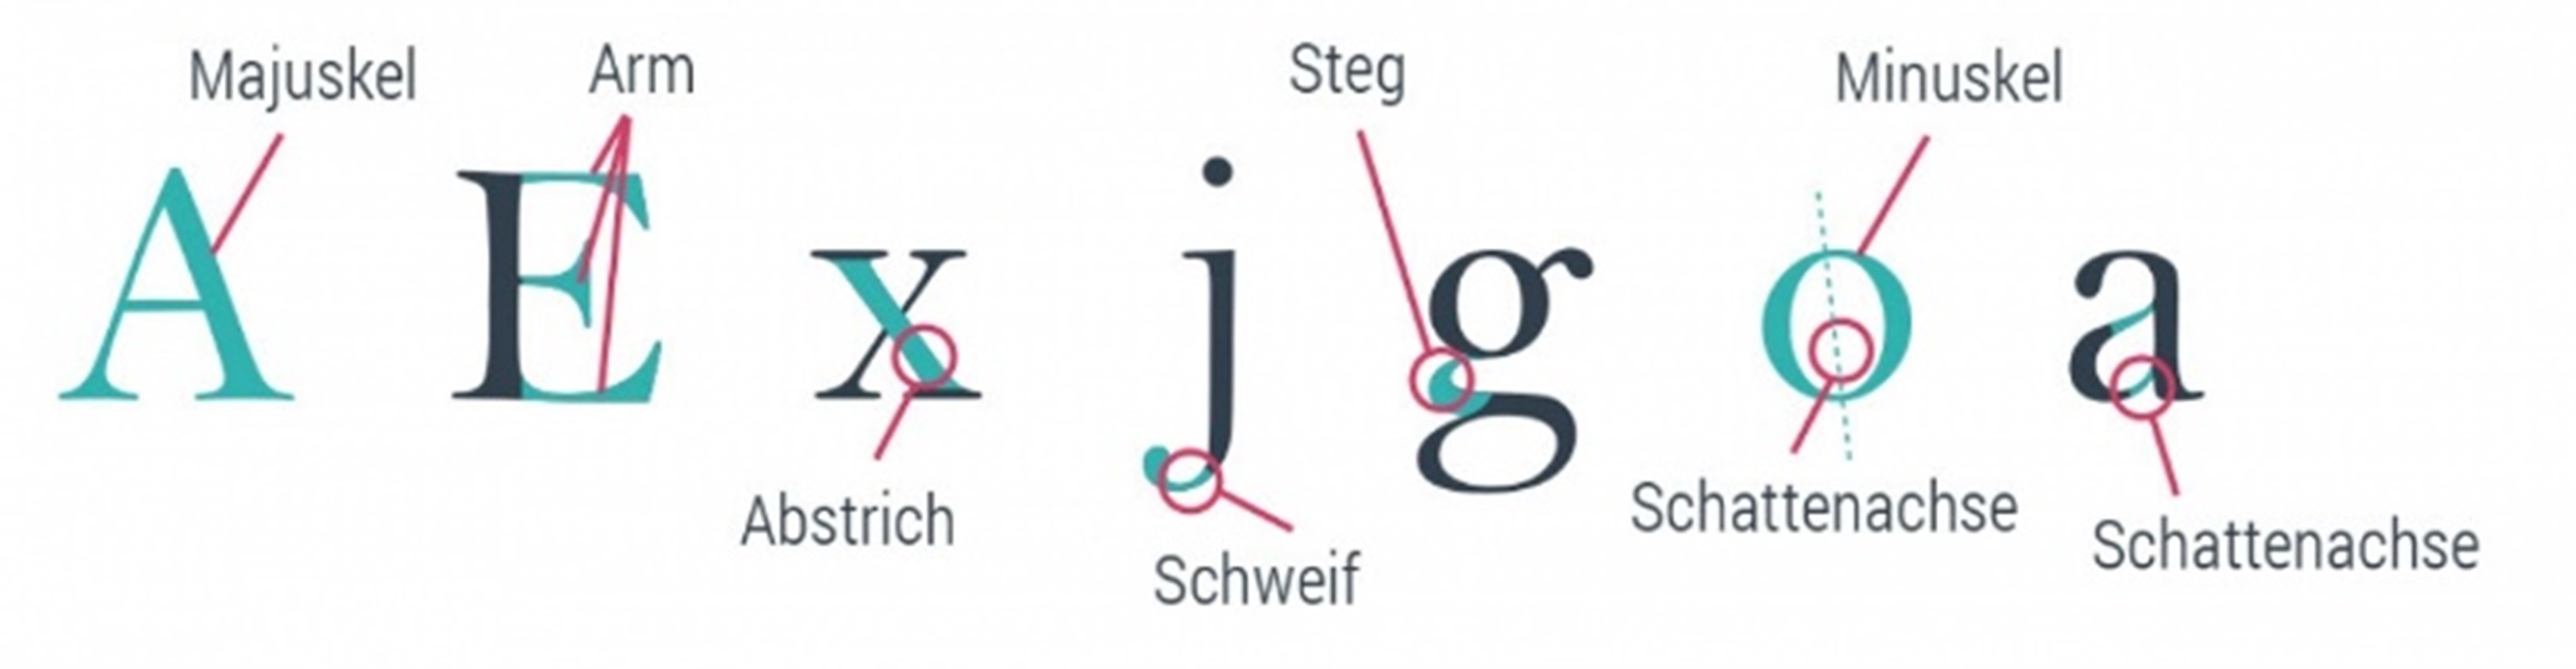 Majuskel
Arm
Steg
Minuskel
A E x j g o a
Abstrich
Schweif
Schattenachse
Schattenachse